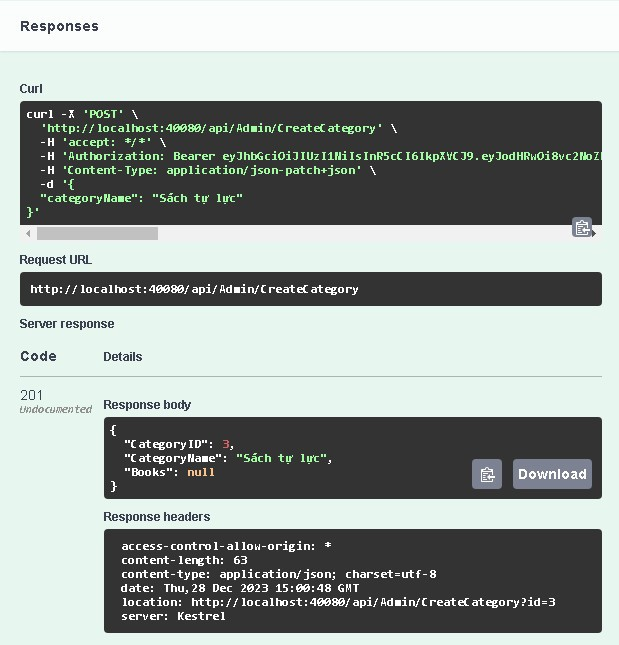 Responses
Curl
curl -X 'POST' \
'http://localhost:40080/api/Admin/CreateCategory' \
-H 'accept: */*' \
-H 'Authorization: Bearer eyJhbGciOiJIUzI1NiIsInR5cCI6IkpXVCJ9.eyJodHRwOi8vc2NoZ
-H 'Content-Type: application/json-patch+json' \
-d '{
"categoryName": "Sách tự lực"
}'
Request URL
http://localhost:40080/api/Admin/CreateCategory
Server response
Code Details
201
Undocumented
Response body
{
"CategoryID": 3,
"CategoryName": "Sách tự lực",
"Books": null
}
Download
Response headers
access-control-allow-origin: *
content-length: 63
content-type: application/json; charset=utf-8
date: Thu,28 Dec 2023 15:00:48 GMT
location: http://localhost:40080/api/Admin/CreateCategory?id=3
server: Kestrel